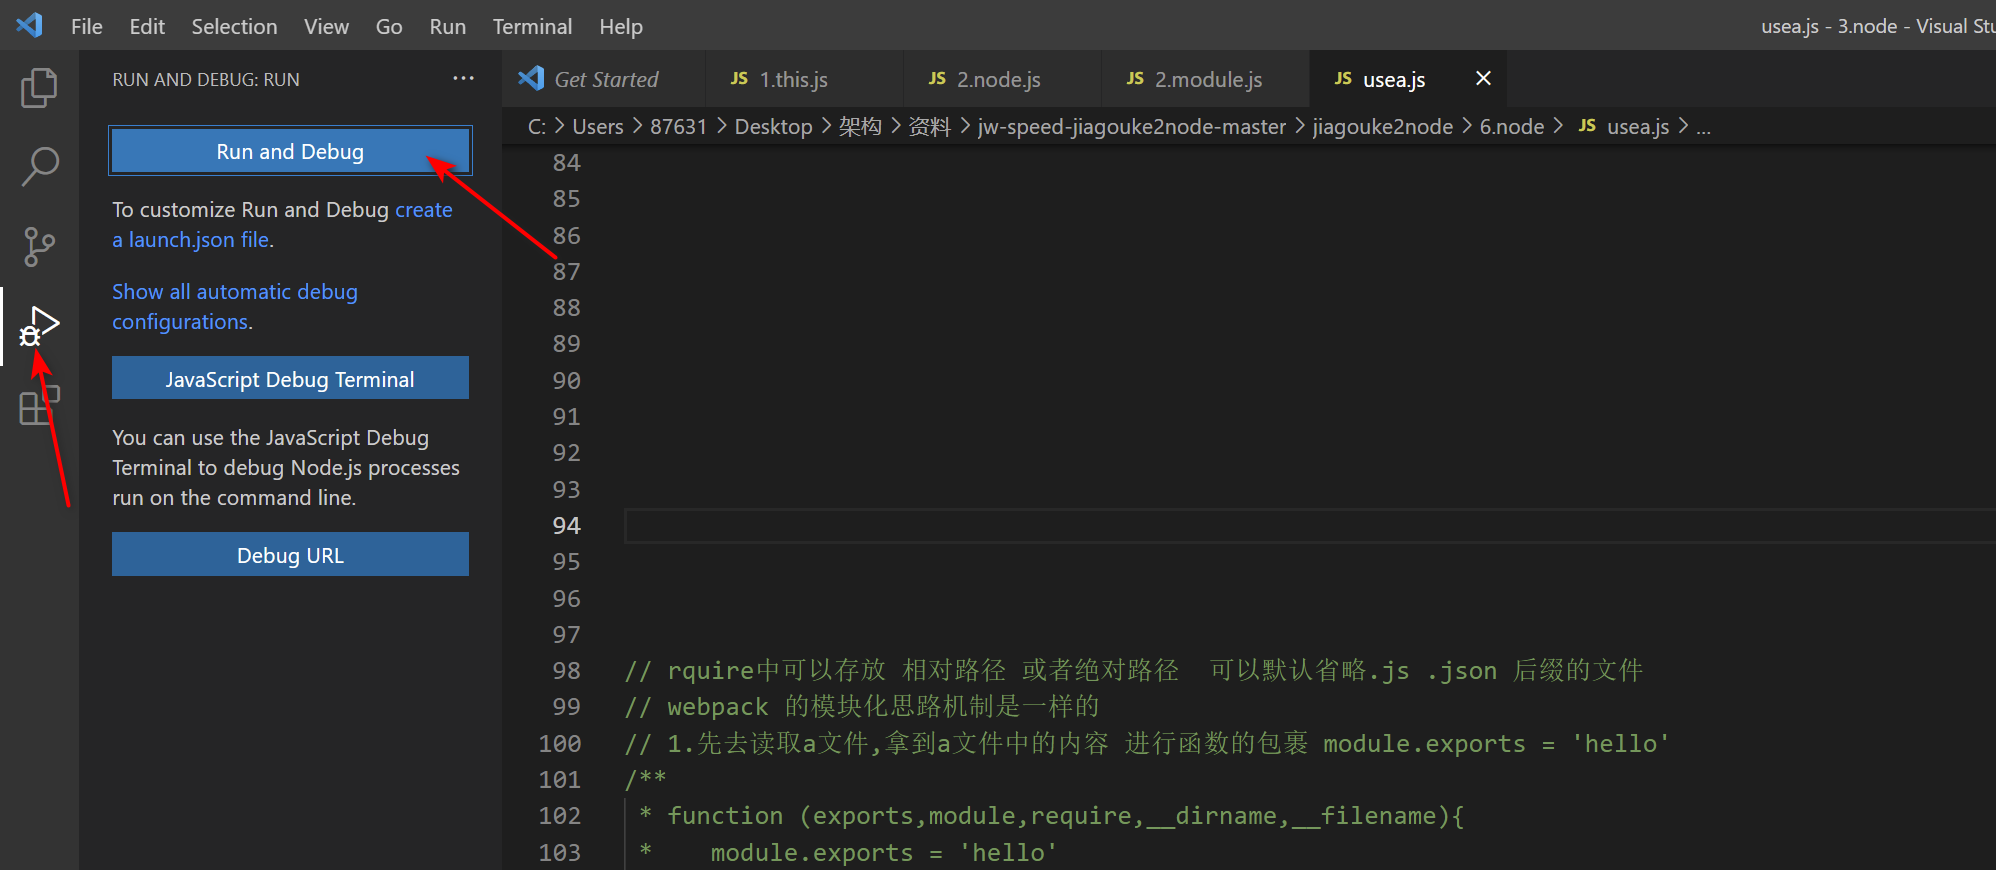 File Edit Selection View Go Run Terminal Help
usea.js - 3.node - Visual Stu
RUN AND DEBUG: RUN ...
Run and Debug
To customize Run and Debug create
a launch.json file.
Show all automatic debug
configurations.
JavaScript Debug Terminal
You can use the JavaScript Debug
Terminal to debug Node.js processes
run on the command line.
Debug URL
Get Started JS 1.this.js JS 2.node.js JS 2.module.js JS usea.js
C: > Users > 87631 > Desktop > 架构 > 资料 > jw-speed-jiagouke2node-master > jiagouke2node > 6.node > JS usea.js > ...
84
85
86
87
88
89
90
91
92
93
94
95
96
97
98 // rquire中可以存放 相对路径 或者绝对路径  可以默认省略.js .json 后缀的文件
99 // webpack 的模块化思路机制是一样的
100 // 1.先去读取a文件,拿到a文件中的内容 进行函数的包裹 module.exports = 'hello'
101 /**
102  * function (exports,module,require,__dirname,__filename){
103  *    module.exports = 'hello'